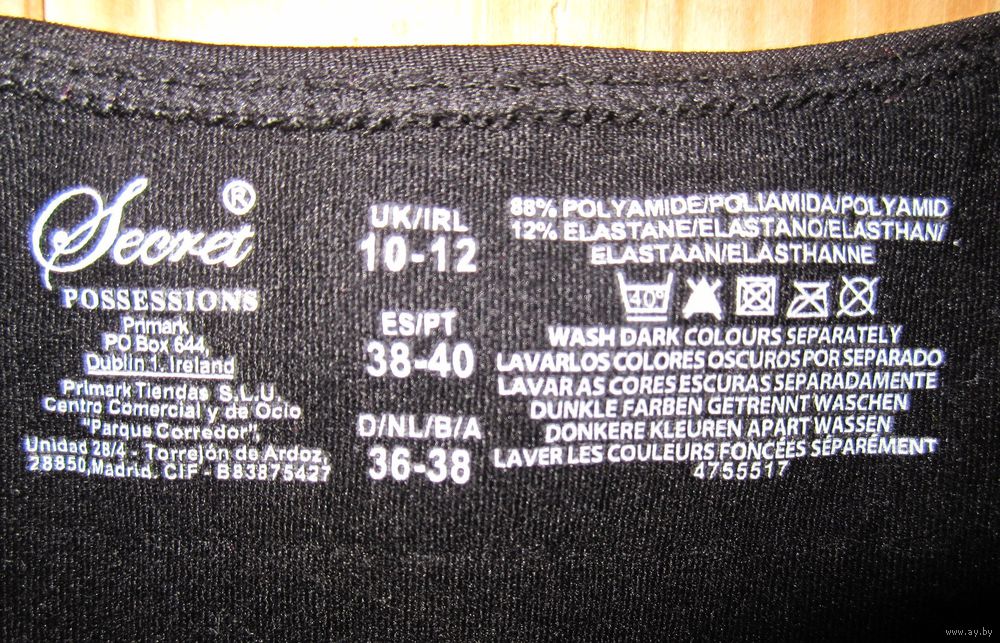 Secret ®
POSSESSIONS
Primark
PO Box 644,
Dublin 1. Ireland
Primark Tiendas S.L.U.
Centro Comercial y de Ocio
"Parque Corredor",
Unidad 28/4 - Torrejón de Ardoz,
28850,Madrid. CIF - B83875427
UK/IRL
10-12
ES/PT
38-40
D/NL/B/A
36-38
88% POLYAMIDE/POLIAMIDA/POLYAMID
12% ELASTANE/ELASTANO/ELASTHAN/
ELASTAAN/ELASTHANNE
40°
WASH DARK COLOURS SEPARATELY
LAVARLOS COLORES OSCUROS POR SEPARADO
LAVAR AS CORES ESCURAS SEPARADAMENTE
DUNKLE FARBEN GETRENNT WASCHEN
DONKERE KLEUREN APART WASSEN
LAVER LES COULEURS FONCÉES SÉPARÉMENT
4755517
www.ay.by